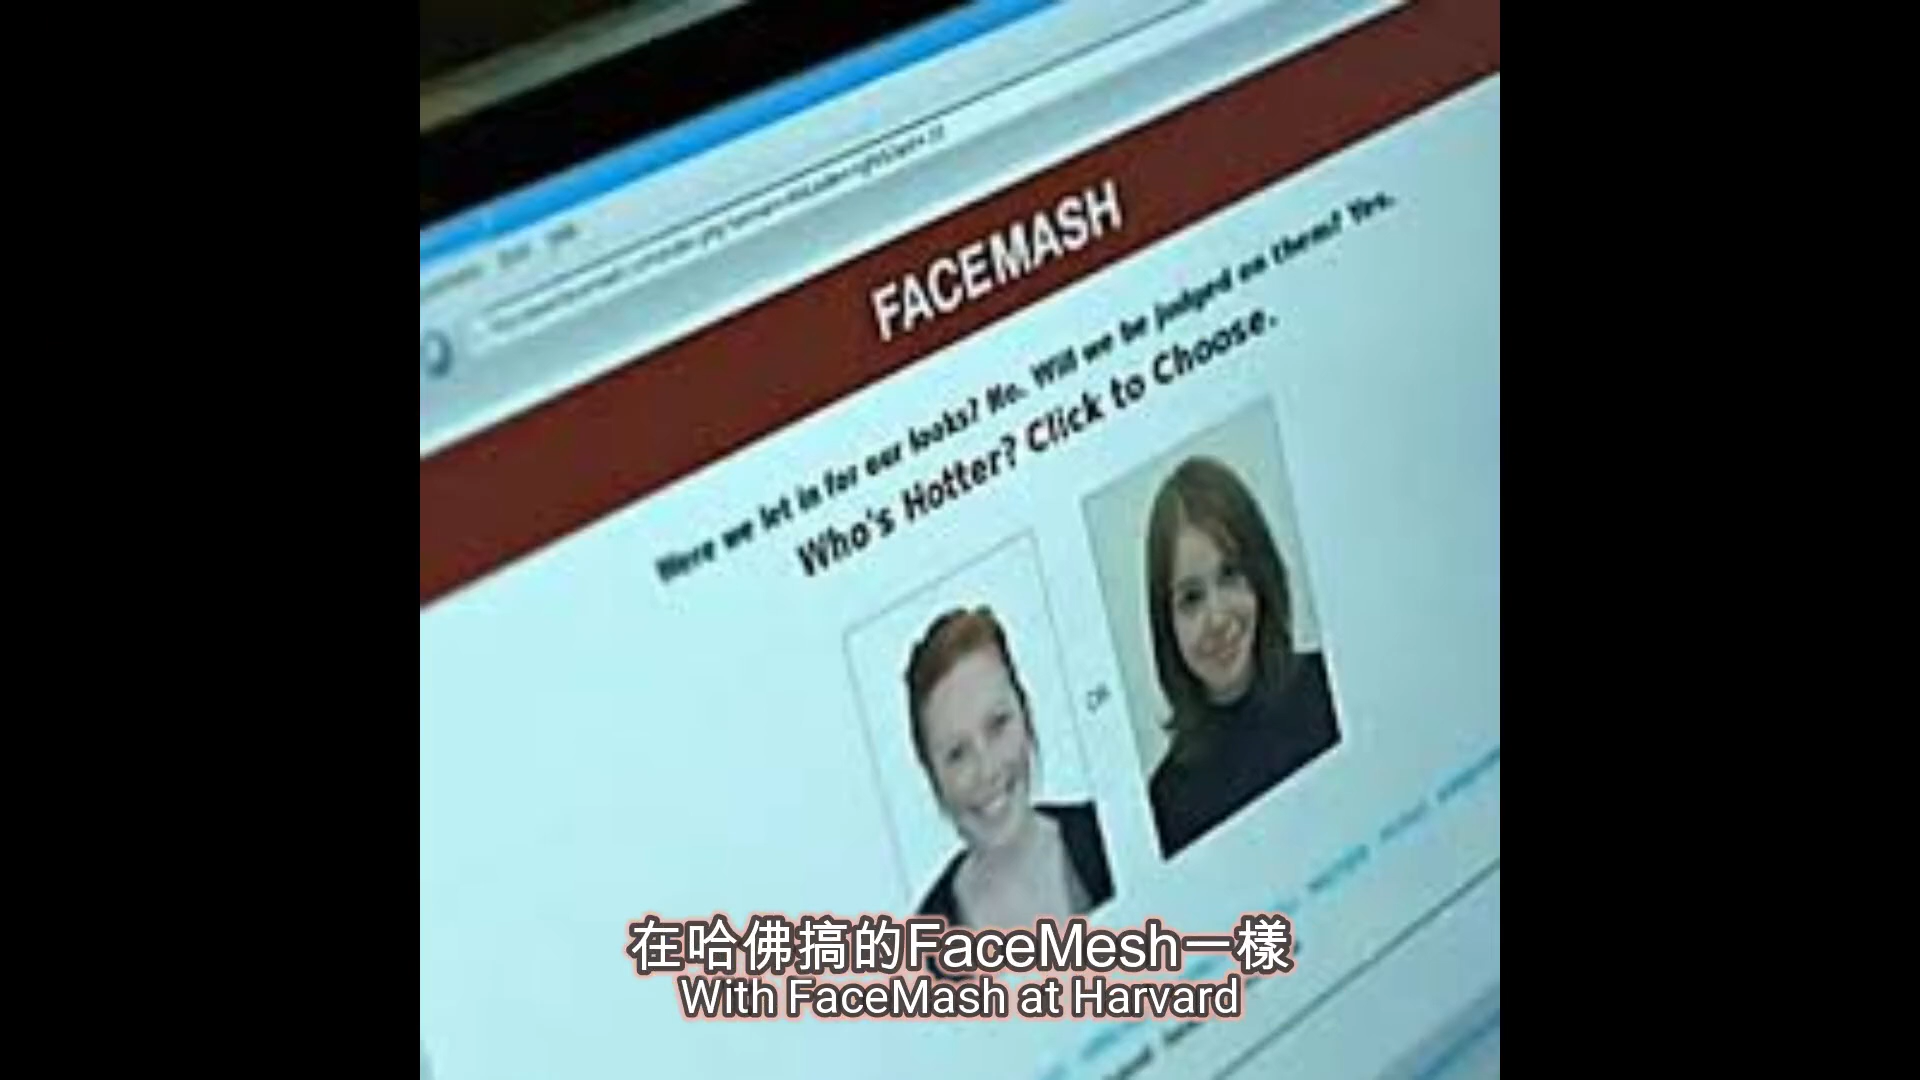 FACEMASH
Were we let in for our looks? No. Will we be judged on them? Yes.
Who's Hotter? Click to Choose.
OR
在哈佛搞的FaceMesh一樣
With FaceMash at Harvard